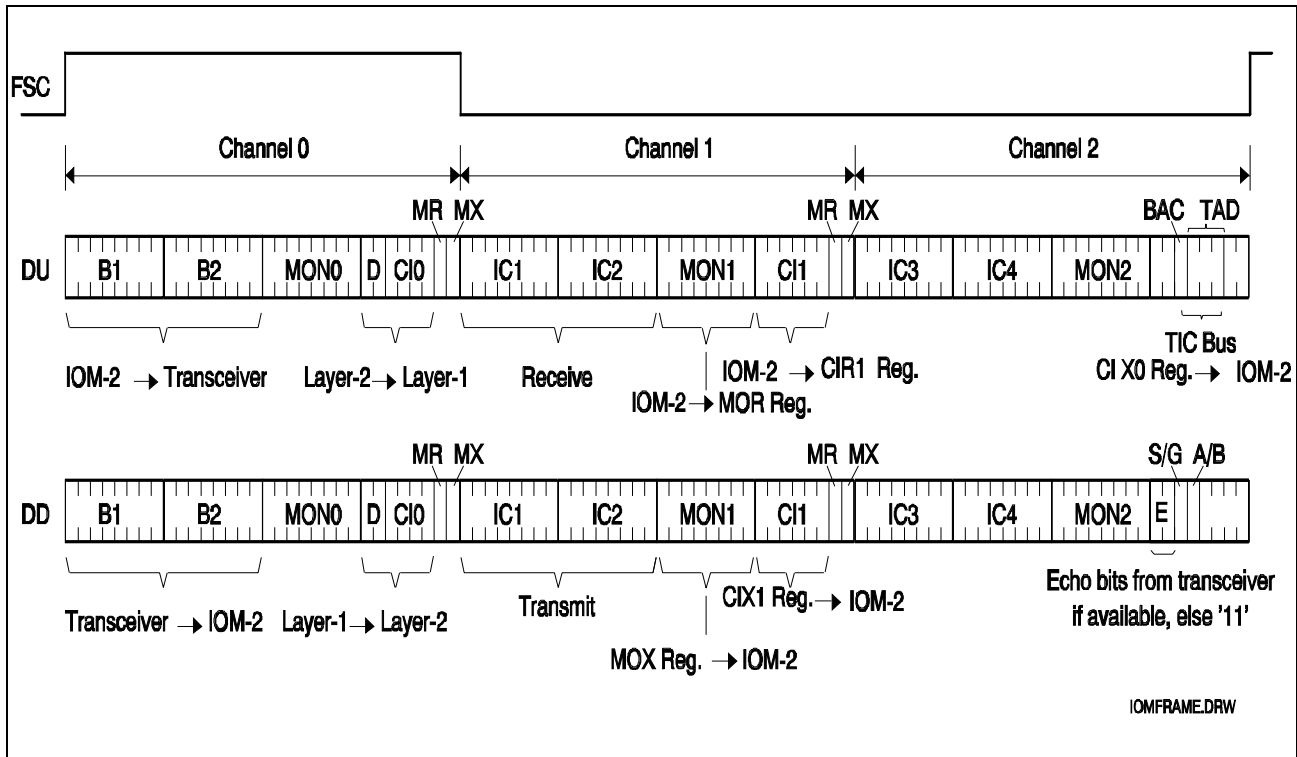 FSC
Channel 0 Channel 1 Channel 2
MR MX MR MX BAC TAD
DU B1 B2 MON0 D CI0 IC1 IC2 MON1 CI1 IC3 IC4 MON2
TIC Bus
IOM-2 → Transceiver Layer-2 → Layer-1 Receive IOM-2 → CIR1 Reg. CI X0 Reg. → IOM-2
IOM-2 → MOR Reg.
MR MX MR MX S/G A/B
DD B1 B2 MON0 D CI0 IC1 IC2 MON1 CI1 IC3 IC4 MON2 E
Transceiver → IOM-2 Layer-1 → Layer-2 Transmit CIX1 Reg. → IOM-2 Echo bits from transceiver
if available, else '11'
MOX Reg. → IOM-2
IOMFRAME.DRW